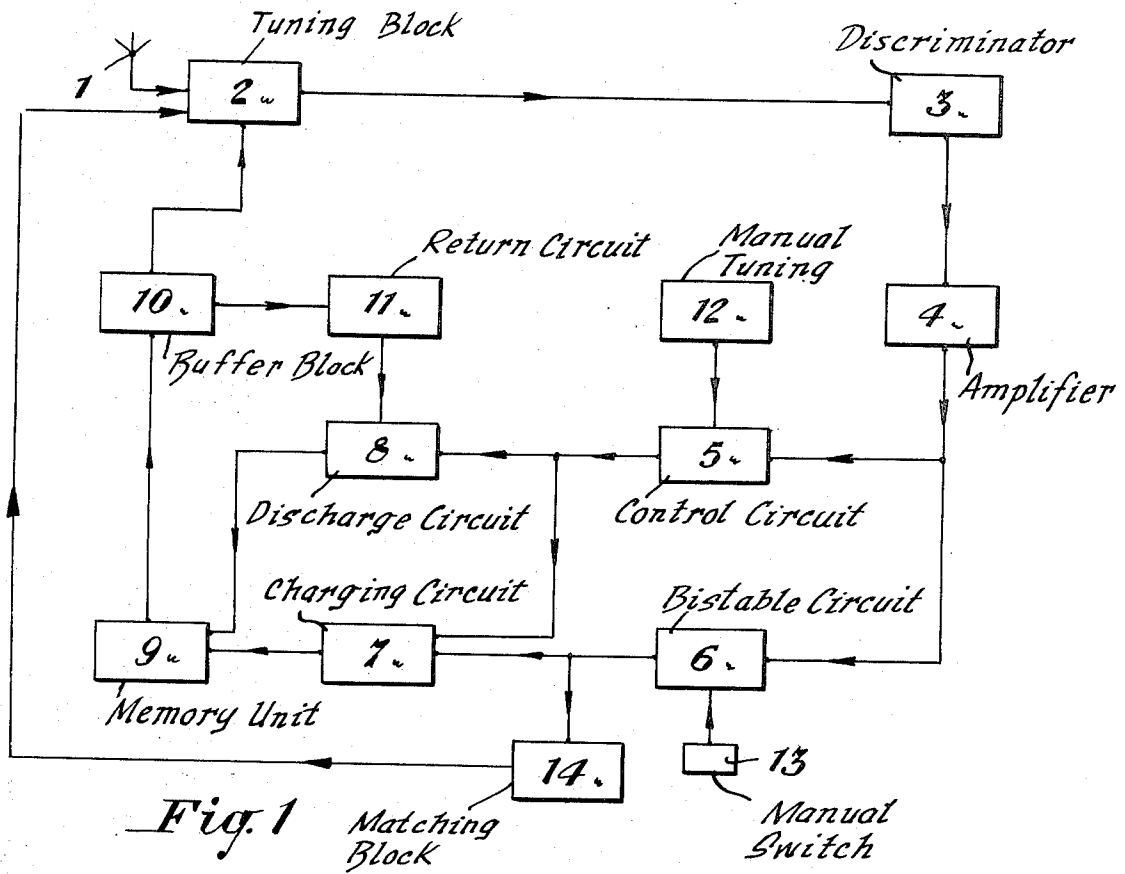 Tuning Block
Discriminator
1
2
3
Return Circuit
Manual
Tuning
10
11
12
4
Buffer Block
Amplifier
8
5
Discharge Circuit
Control Circuit
Charging Circuit
Bistable Circuit
9
7
6
Memory Unit
14
13
Fig. 1
Matching
Block
Manual
Switch